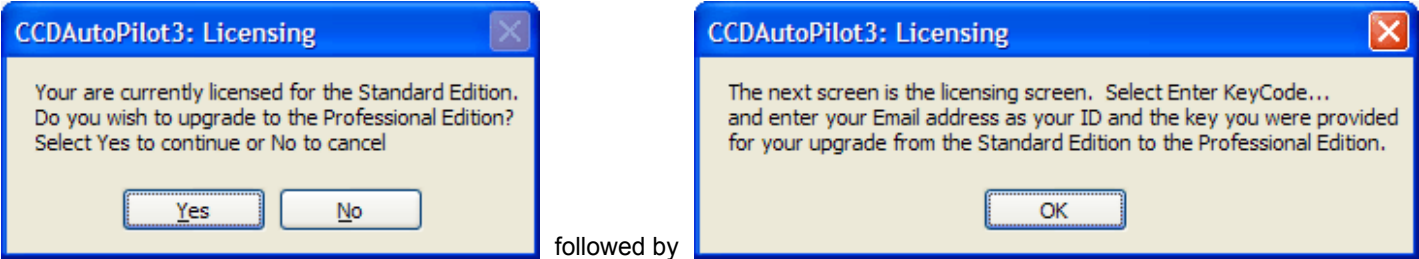 CCDAutoPilot3: Licensing
Your are currently licensed for the Standard Edition.
Do you wish to upgrade to the Professional Edition?
Select Yes to continue or No to cancel
Yes
No
followed by
CCDAutoPilot3: Licensing
The next screen is the licensing screen. Select Enter KeyCode...
and enter your Email address as your ID and the key you were provided
for your upgrade from the Standard Edition to the Professional Edition.
OK